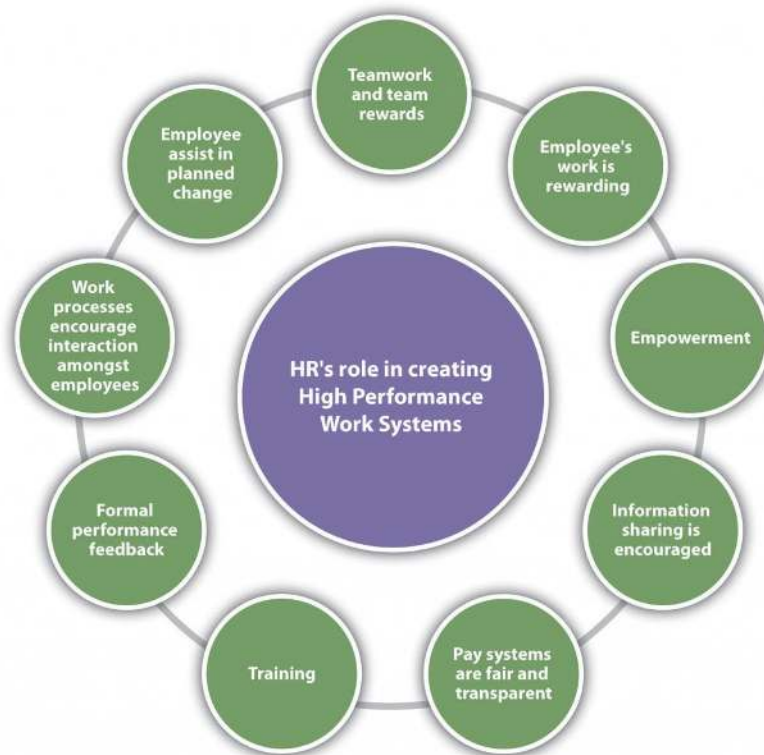 Teamwork
and team
rewards
Employee's
work is
rewarding
Empowerment
Information
sharing is
encouraged
Pay systems
are fair and
transparent
Training
Formal
performance
feedback
Work
processes
encourage
interaction
amongst
employees
Employee
assist in
planned
change
HR's role in creating
High Performance
Work Systems